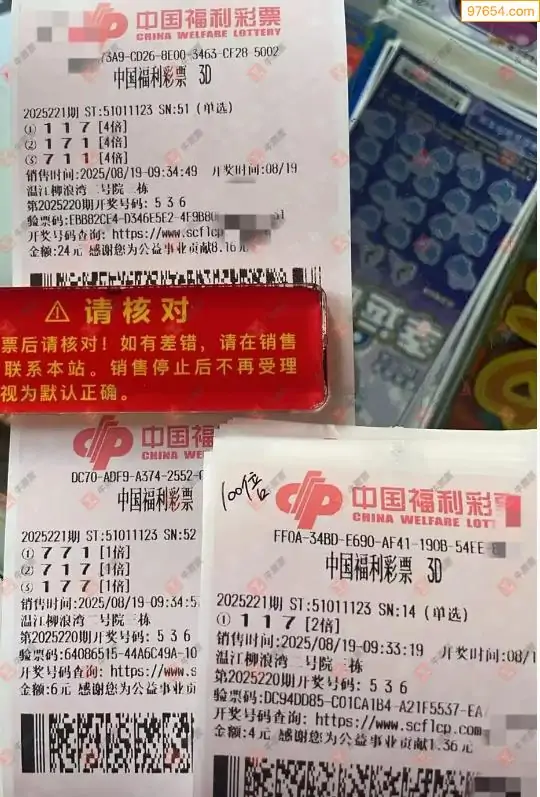 97654.com
中国福利彩票
CHINA WELFARE LOTTERY
73A9-CD26-8E00-3463-CF28-5002
中国福利彩票 3D
2025221期 ST:51011123 SN:51 (单选)
① 1 1 7 [4倍]
② 1 7 1 [4倍]
③ 7 1 1 [4倍]
销售时间:2025/08/19-09:34:49 开奖时间:08/19
温江柳浪湾二号院二栋
第2025220期开奖号码: 5 3 6
验票码:EBB82CE4-D346E5E2-4F9B80
开奖号码查询: https://www.scflcp
金额:24元 感谢您为公益事业贡献8.16元
请核对
票后请核对！如有差错，请在销售
联系本站。销售停止后不再受理
视为默认正确。
中国福
CHINA WEL
DC70-ADF9-A374-2552-
中国福利彩
2025221期 ST:51011123 SN:52
① 7 7 1 [1倍]
② 7 1 7 [1倍]
③ 1 7 7 [1倍]
销售时间:2025/08/19-09:34:5
温江柳浪湾二号院三栋
第2025220期开奖号码: 5 3 6
验票码:64086515-44A6C49A-10
开奖号码查询: https://www.s
金额:6元 感谢您为公益事业贡
100倍
中国福利彩
CHINA WELFARE LOTT
FF0A-34BD-E690-AF41-190B-54EE-
中国福利彩票 3D
2025221期 ST:51011123 SN:14 (单选)
① 1 1 7 [2倍]
销售时间:2025/08/19-09:33:19 开奖时间:08/1
温江柳浪湾二号院三栋
第2025220期开奖号码: 5 3 6
验票码:DC94DD85-C01CA1B4-A21F5537-EA
开奖号码查询: https://www.scflcp.com
金额:4元 感谢您为公益事业贡献1.36元